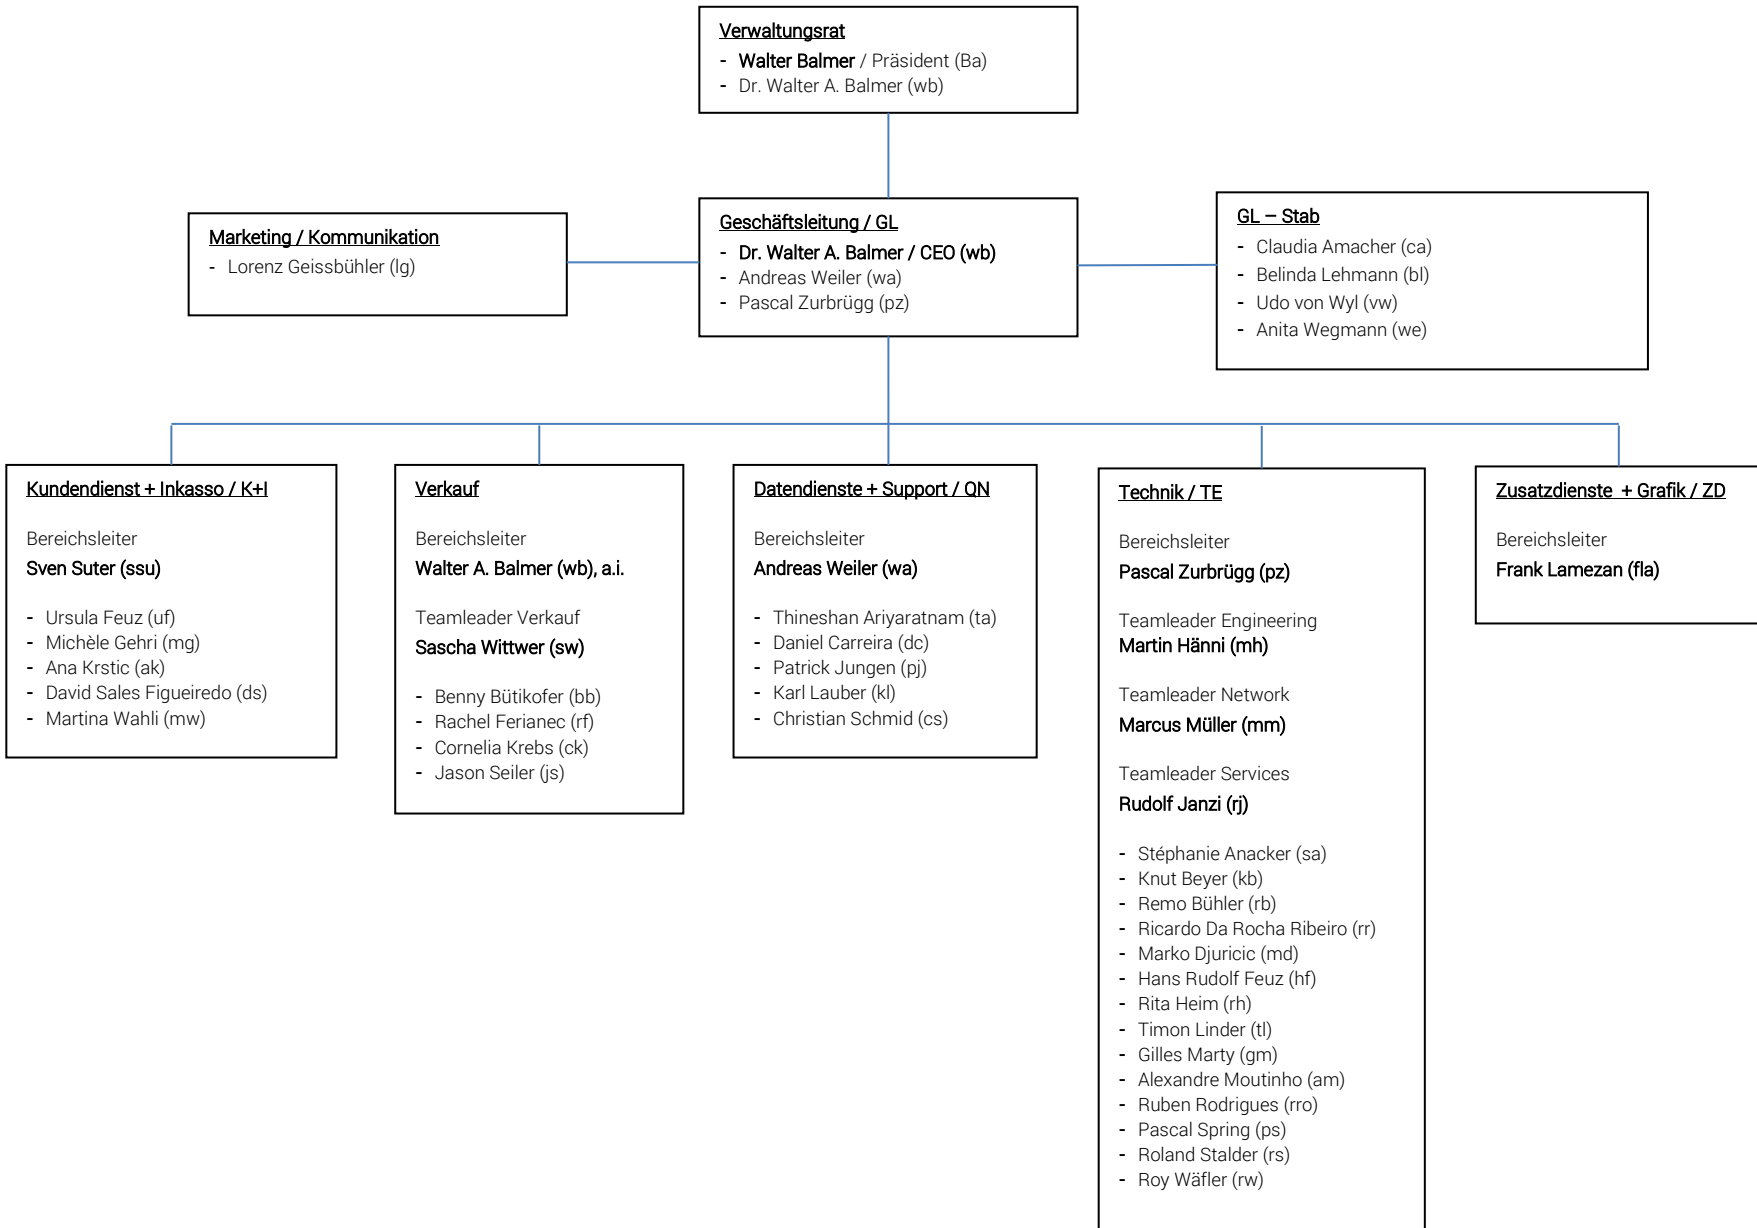 Verwaltungsrat
- Walter Balmer / Präsident (Ba)
- Dr. Walter A. Balmer (wb)
Marketing / Kommunikation
- Lorenz Geissbühler (lg)
Geschäftsleitung / GL
- Dr. Walter A. Balmer / CEO (wb)
- Andreas Weiler (wa)
- Pascal Zurbrügg (pz)
GL – Stab
- Claudia Amacher (ca)
- Belinda Lehmann (bl)
- Udo von Wyl (vw)
- Anita Wegmann (we)
Kundendienst + Inkasso / K+I
Bereichsleiter
Sven Suter (ssu)
- Ursula Feuz (uf)
- Michèle Gehri (mg)
- Ana Krstic (ak)
- David Sales Figueiredo (ds)
- Martina Wahli (mw)
Verkauf
Bereichsleiter
Walter A. Balmer (wb), a.i.
Teamleader Verkauf
Sascha Wittwer (sw)
- Benny Bütikofer (bb)
- Rachel Ferianec (rf)
- Cornelia Krebs (ck)
- Jason Seiler (js)
Datendienste + Support / QN
Bereichsleiter
Andreas Weiler (wa)
- Thineshan Ariyaratnam (ta)
- Daniel Carreira (dc)
- Patrick Jungen (pj)
- Karl Lauber (kl)
- Christian Schmid (cs)
Technik / TE
Bereichsleiter
Pascal Zurbrügg (pz)
Teamleader Engineering
Martin Hänni (mh)
Teamleader Network
Marcus Müller (mm)
Teamleader Services
Rudolf Janzi (rj)
- Stéphanie Anacker (sa)
- Knut Beyer (kb)
- Remo Bühler (rb)
- Ricardo Da Rocha Ribeiro (rr)
- Marko Djuricic (md)
- Hans Rudolf Feuz (hf)
- Rita Heim (rh)
- Timon Linder (tl)
- Gilles Marty (gm)
- Alexandre Moutinho (am)
- Ruben Rodrigues (rro)
- Pascal Spring (ps)
- Roland Stalder (rs)
- Roy Wäfler (rw)
Zusatzdienste + Grafik / ZD
Bereichsleiter
Frank Lamezan (fla)